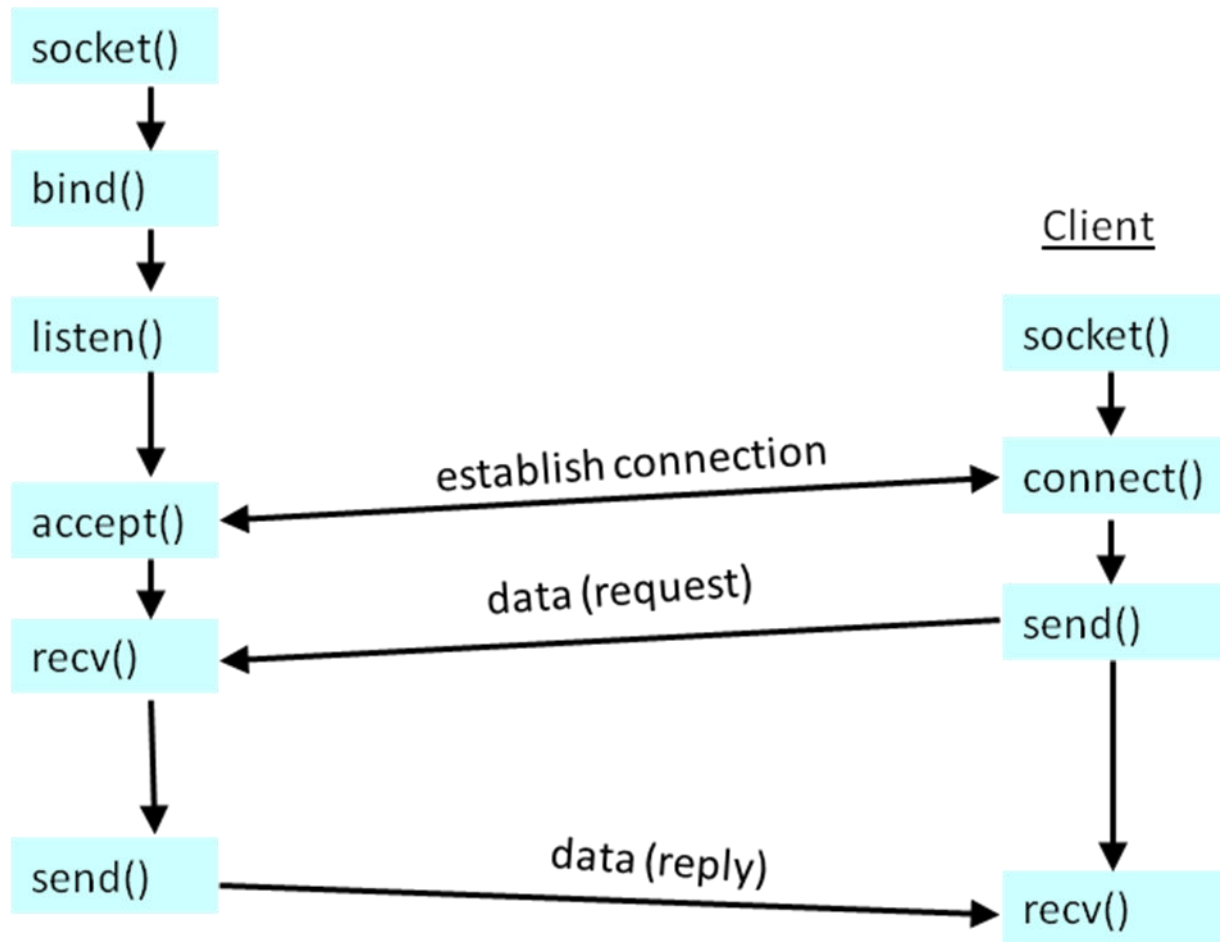 socket()
bind()
listen()
accept()
recv()
send()
establish connection
data (request)
data (reply)
Client
socket()
connect()
send()
recv()